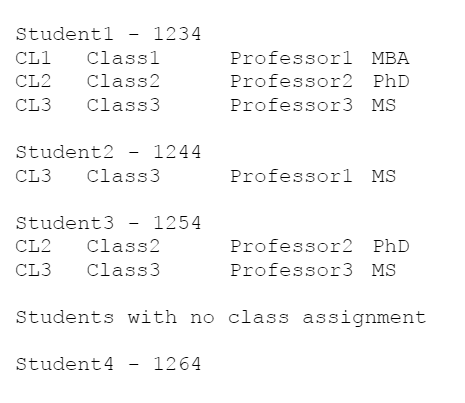 Student1 - 1234
CL1 Class1 Professor1 MBA
CL2 Class2 Professor2 PhD
CL3 Class3 Professor3 MS
Student2 - 1244
CL3 Class3 Professor1 MS
Student3 - 1254
CL2 Class2 Professor2 PhD
CL3 Class3 Professor3 MS
Students with no class assignment
Student4 - 1264